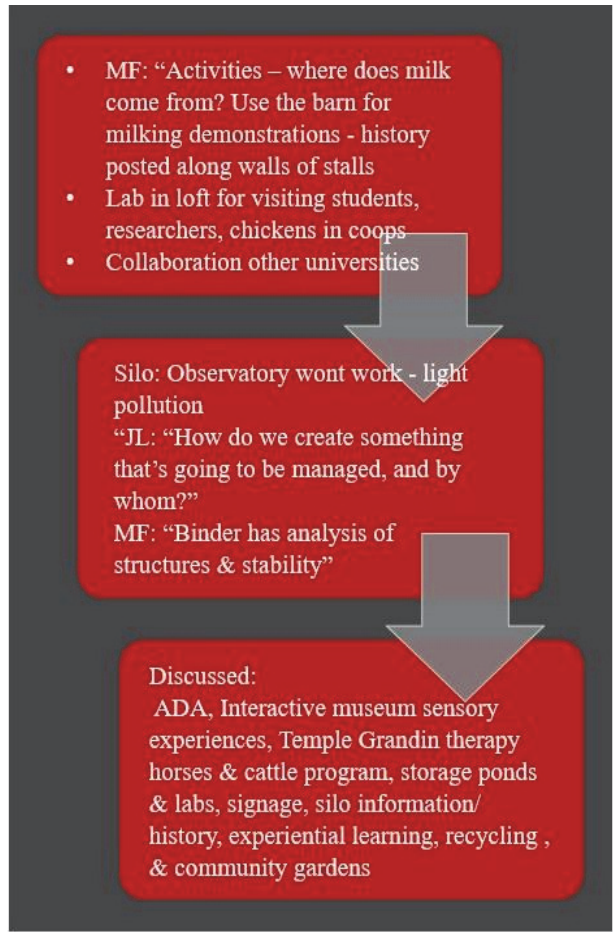 • MF: “Activities – where does milk
come from? Use the barn for
milking demonstrations - history
posted along walls of stalls
• Lab in loft for visiting students,
researchers, chickens in coops
• Collaboration other universities
Silo: Observatory wont work - light
pollution
“JL: “How do we create something
that’s going to be managed, and by
whom?”
MF: “Binder has analysis of
structures & stability”
Discussed:
ADA, Interactive museum sensory
experiences, Temple Grandin therapy
horses & cattle program, storage ponds
& labs, signage, silo information/
history, experiential learning, recycling ,
& community gardens